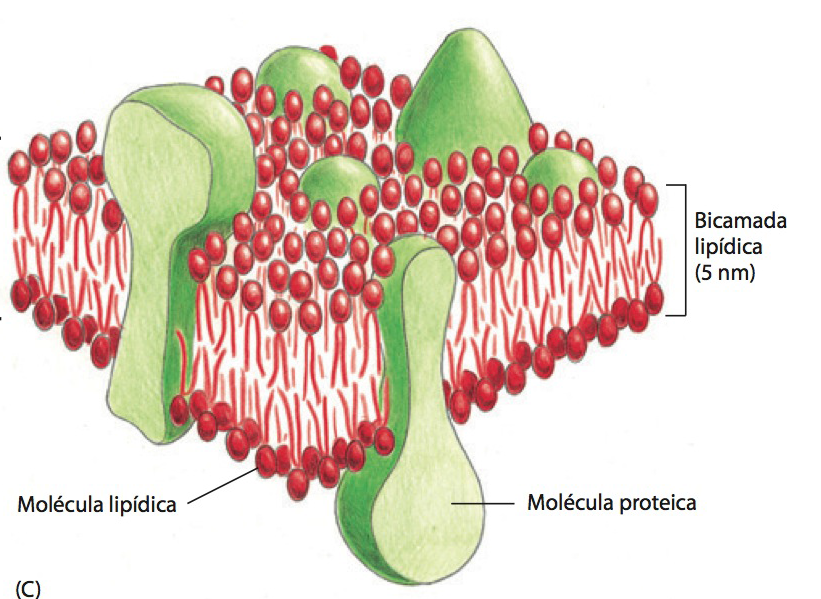 Bicamada
lipídica
(5 nm)
Molécula lipídica
Molécula proteica
(C)